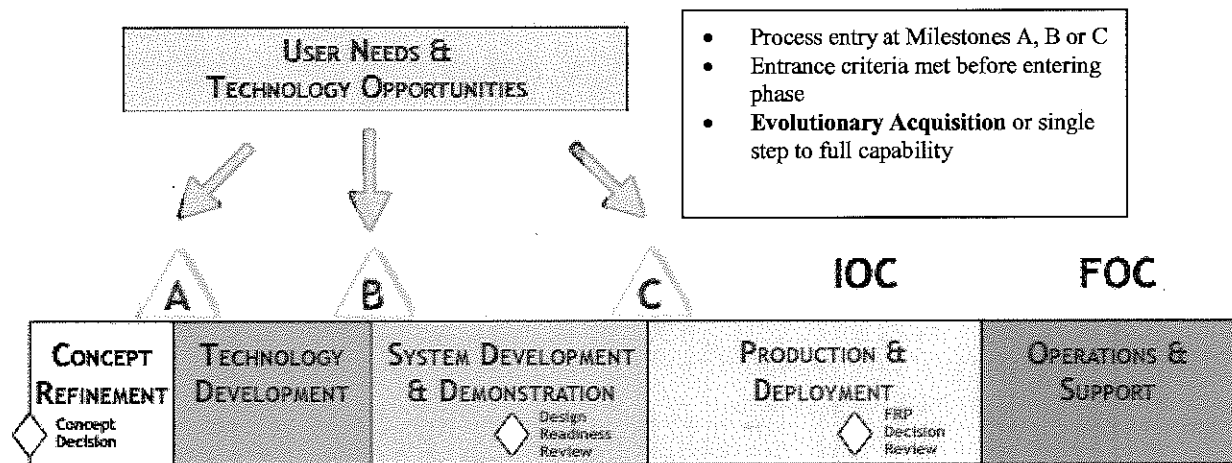 USER NEEDS &
TECHNOLOGY OPPORTUNITIES
• Process entry at Milestones A, B or C
• Entrance criteria met before entering
phase
• Evolutionary Acquisition or single
step to full capability
A
B
C
IOC
FOC
CONCEPT
REFINEMENT
Concept
Decision
TECHNOLOGY
DEVELOPMENT
SYSTEM DEVELOPMENT
& DEMONSTRATION
Design
Readiness
Review
PRODUCTION &
DEPLOYMENT
FRP
Decision
Review
OPERATIONS &
SUPPORT